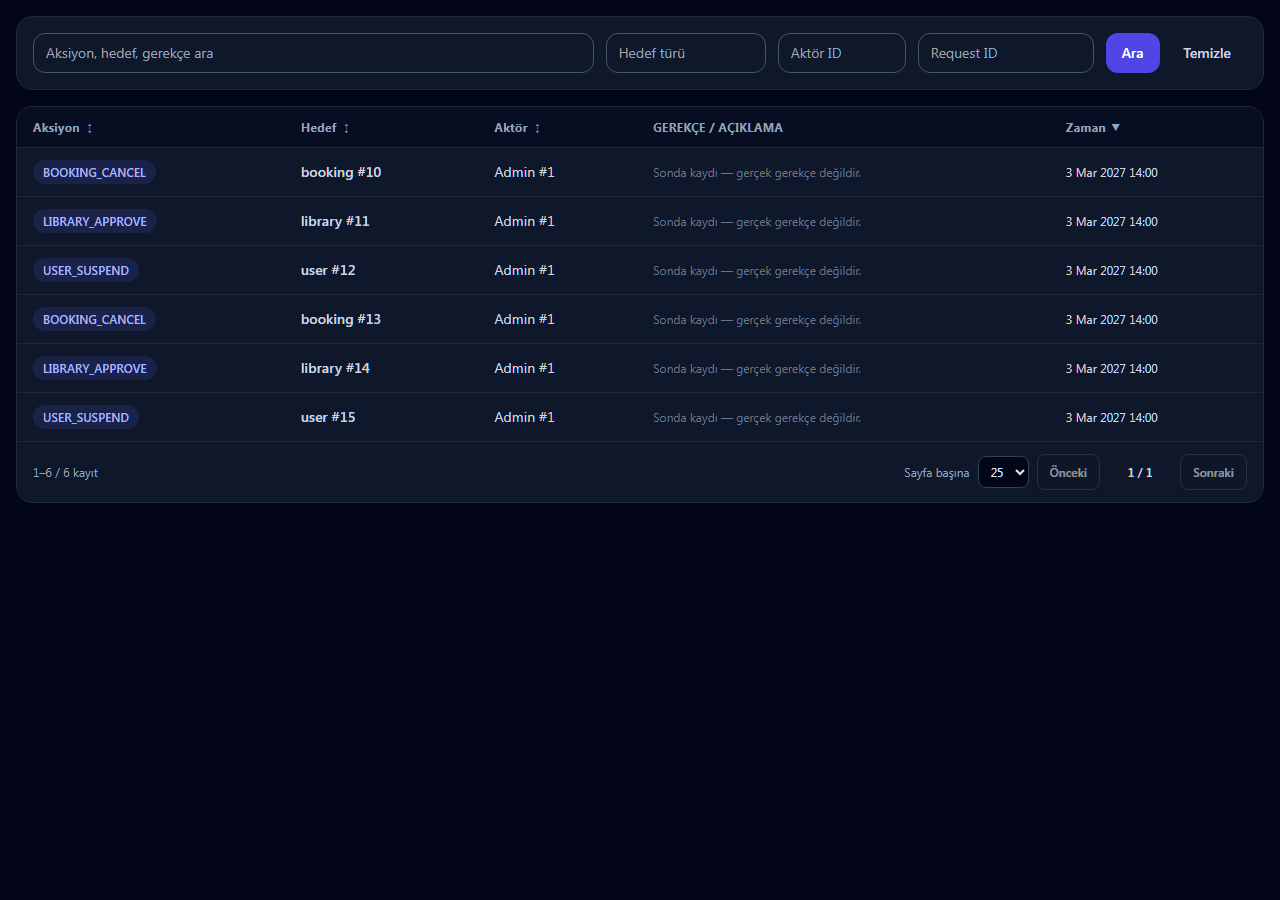 Aksiyon, hedef, gerekçe ara Hedef türü Aktör ID Request ID Ara Temizle
Aksiyon ↕ Hedef ↕ Aktör ↕ GEREKÇE / AÇIKLAMA Zaman ▼
BOOKING_CANCEL booking #10 Admin #1 Sonda kaydı — gerçek gerekçe değildir. 3 Mar 2027 14:00
LIBRARY_APPROVE library #11 Admin #1 Sonda kaydı — gerçek gerekçe değildir. 3 Mar 2027 14:00
USER_SUSPEND user #12 Admin #1 Sonda kaydı — gerçek gerekçe değildir. 3 Mar 2027 14:00
BOOKING_CANCEL booking #13 Admin #1 Sonda kaydı — gerçek gerekçe değildir. 3 Mar 2027 14:00
LIBRARY_APPROVE library #14 Admin #1 Sonda kaydı — gerçek gerekçe değildir. 3 Mar 2027 14:00
USER_SUSPEND user #15 Admin #1 Sonda kaydı — gerçek gerekçe değildir. 3 Mar 2027 14:00
1–6 / 6 kayıt Sayfa başına 25 Önceki 1 / 1 Sonraki